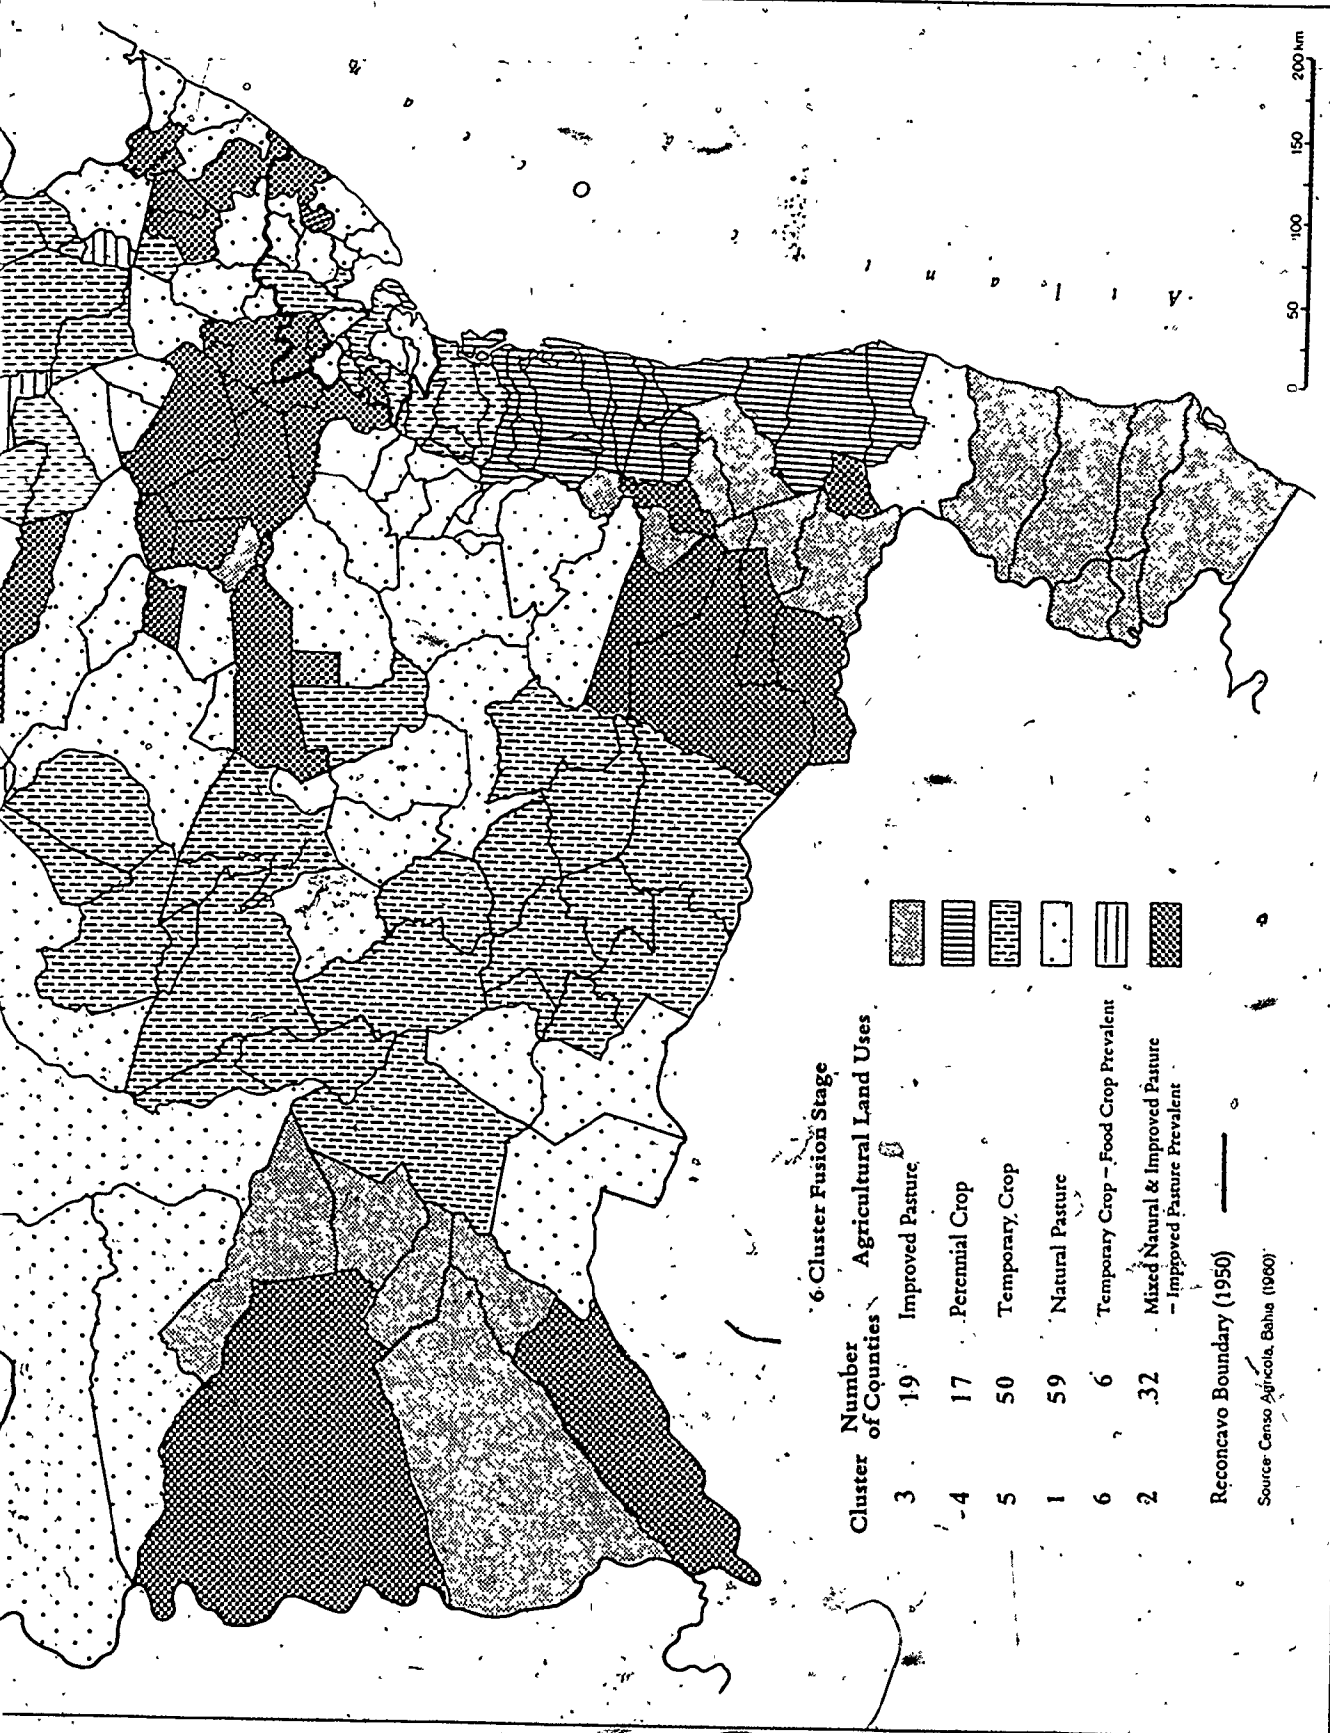 6 Cluster Fusion Stage
Cluster Number of Counties Agricultural Land Uses
3 19 Improved Pasture
4 17 Perennial Crop
5 50 Temporary Crop
1 59 Natural Pasture
6 6 Temporary Crop – Food Crop Prevalent
2 32 Mixed Natural & Improved Pasture
– Improved Pasture Prevalent
Reconcavo Boundary (1950)
Source: Censo Agricola, Bahia (1960)
0 50 100 150 200 km
A t l a n t i c O c e a